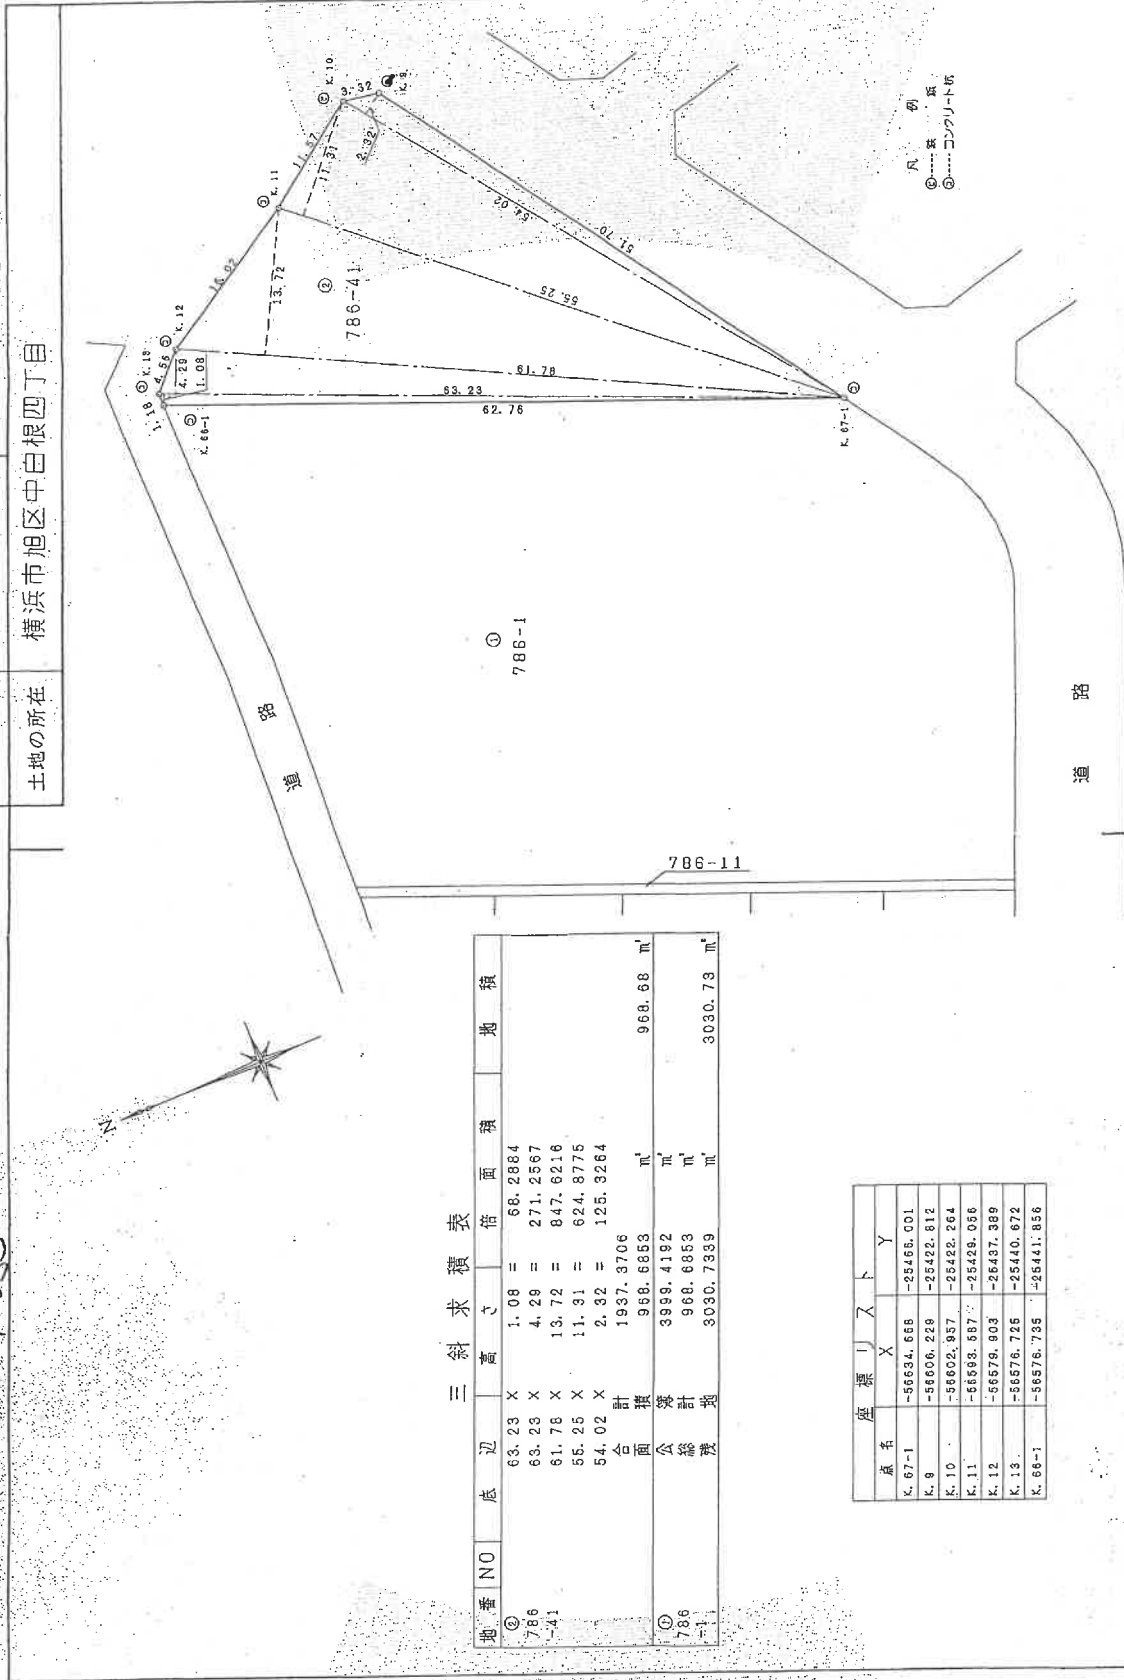 土地の所在 横浜市旭区中白根四丁目
道路
K.66-1
K.13
K.12
K.11
K.10
K.9
K.67-1
1.18
4.56
4.29
1.08
16.02
13.72
11.57
11.31
3.32
2.32
54.02
51.70
55.25
61.78
63.23
62.76
② 786-41
① 786-1
786-11
道路
凡例
コンクリート杭
N
三斜求積表
地番 NO 底辺 高さ 倍面積 地積
② 786-41
63.23 X 1.08 = 68.2884
63.23 X 4.29 = 271.2567
61.78 X 13.72 = 847.6216
55.25 X 11.31 = 624.8775
54.02 X 2.32 = 125.3264
合計 1937.3706
面積 968.6853 ㎡ 968.68 ㎡
① 786-1
公簿 3999.4192 ㎡
総計 968.6853 ㎡
残地 3030.7339 ㎡ 3030.73 ㎡
座標リスト
点名 X Y
K.67-1 -56634.668 -25466.001
K.9 -56606.229 -25422.812
K.10 -56602.957 -25422.264
K.11 -56593.587 -25429.056
K.12 -56579.903 -25437.389
K.13 -56576.726 -25440.672
K.66-1 -56576.735 -25441.856